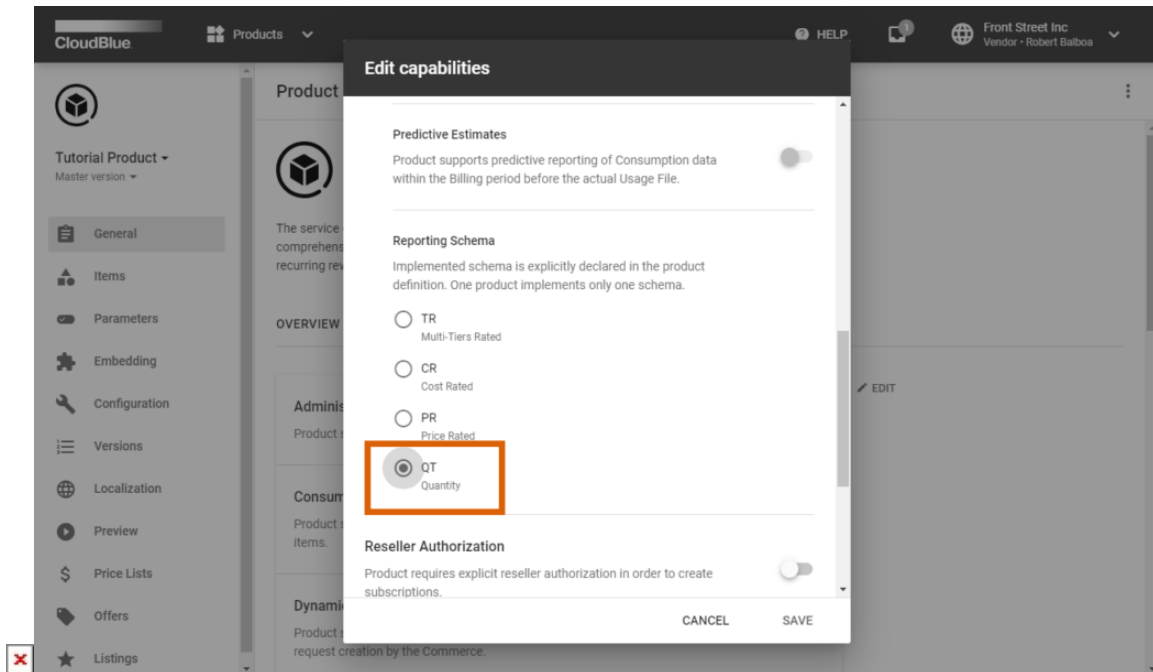 CloudBlue
Products
HELP
1
Front Street Inc
Vendor • Robert Balboa
Tutorial Product
Master version
General
Items
Parameters
Embedding
Configuration
Versions
Localization
Preview
Price Lists
Offers
Listings
Product
The service
comprehens
recurring rev
OVERVIEW
EDIT
Adminis
Product s
Consum
Product s
items.
Dynami
Product s
request creation by the Commerce.
Edit capabilities
Predictive Estimates
Product supports predictive reporting of Consumption data
within the Billing period before the actual Usage File.
Reporting Schema
Implemented schema is explicitly declared in the product
definition. One product implements only one schema.
TR
Multi-Tiers Rated
CR
Cost Rated
PR
Price Rated
QT
Quantity
Reseller Authorization
Product requires explicit reseller authorization in order to create
subscriptions.
CANCEL
SAVE